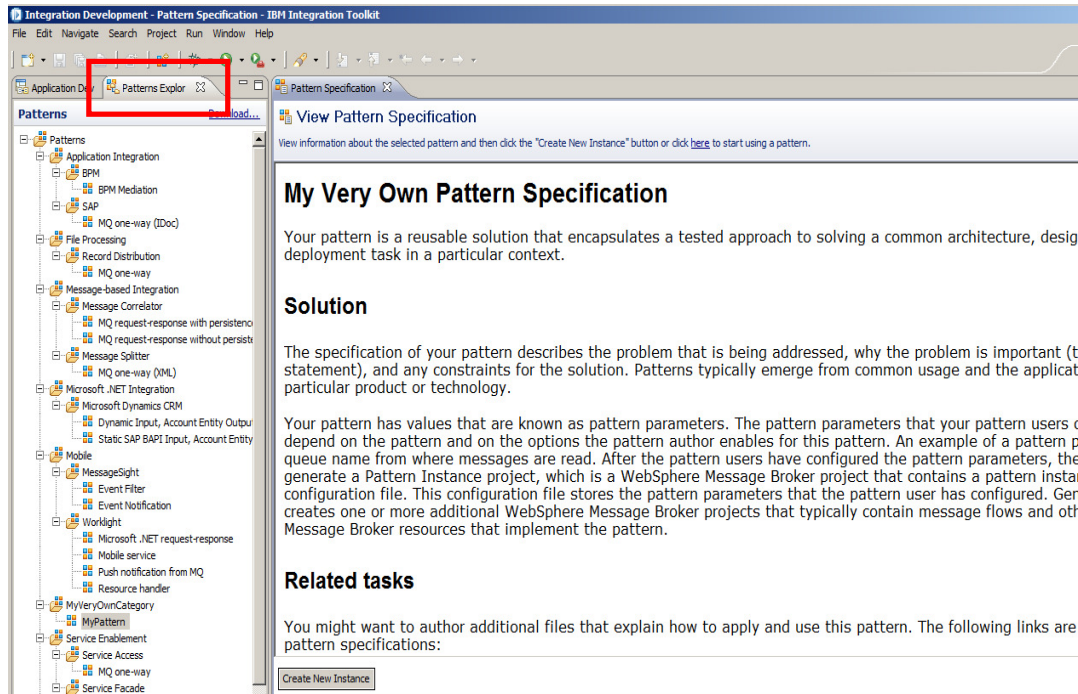 Integration Development - Pattern Specification - IBM Integration Toolkit
File Edit Navigate Search Project Run Window Help
Application De
Patterns Explor
Pattern Specification
Patterns
Download...
View Pattern Specification
View information about the selected pattern and then click the "Create New Instance" button or click here to start using a pattern.
Patterns
Application Integration
BPM
BPM Mediation
SAP
MQ one-way (IDoc)
File Processing
Record Distribution
MQ one-way
Message-based Integration
Message Correlator
MQ request-response with persistenc
MQ request-response without persiste
Message Splitter
MQ one-way (XML)
Microsoft .NET Integration
Microsoft Dynamics CRM
Dynamic Input, Account Entity Outpu
Static SAP BAPI Input, Account Entity
Mobile
MessageSight
Event Filter
Event Notification
Worklight
Microsoft .NET request-response
Mobile service
Push notification from MQ
Resource handler
MyVeryOwnCategory
MyPattern
Service Enablement
Service Access
MQ one-way
Service Facade
My Very Own Pattern Specification
Your pattern is a reusable solution that encapsulates a tested approach to solving a common architecture, desig
deployment task in a particular context.
Solution
The specification of your pattern describes the problem that is being addressed, why the problem is important (t
statement), and any constraints for the solution. Patterns typically emerge from common usage and the applicat
particular product or technology.
Your pattern has values that are known as pattern parameters. The pattern parameters that your pattern users c
depend on the pattern and on the options the pattern author enables for this pattern. An example of a pattern p
queue name from where messages are read. After the pattern users have configured the pattern parameters, the
generate a Pattern Instance project, which is a WebSphere Message Broker project that contains a pattern instan
configuration file. This configuration file stores the pattern parameters that the pattern user has configured. Gen
creates one or more additional WebSphere Message Broker projects that typically contain message flows and oth
Message Broker resources that implement the pattern.
Related tasks
You might want to author additional files that explain how to apply and use this pattern. The following links are
pattern specifications:
Create New Instance